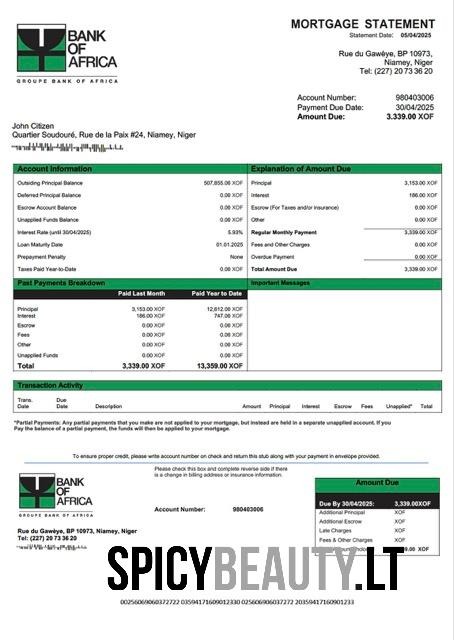 BANK
OF
AFRICA
GROUPE BANK OF AFRICA
MORTGAGE STATEMENT
Statement Date: 05/04/2025
Rue du Gawèye, BP 10973,
Niamey, Niger
Tel: (227) 20 73 36 20
Account Number: 980403006
Payment Due Date: 30/04/2025
Amount Due: 3.339.00 XOF
John Citizen
Quartier Soudouré, Rue de la Paix #24, Niamey, Niger
Account Information
Outsiding Principal Balance 507,855.00 XOF
Deferred Principal Balance 0.00 XOF
Escrow Account Balance 0.00 XOF
Unapplied Funds Balance 0.00 XOF
Interest Rate (until 30/04/2025) 5.93%
Loan Maturity Date 01.01.2025
Prepayment Penalty None
Taxes Paid Year-to-Date 0.00 XOF
Explanation of Amount Due
Principal 3,153.00 XOF
Interest 186.00 XOF
Escrow (For Taxes and/or insurance) 0.00 XOF
Other 0.00 XOF
Regular Monthly Payment 3,339.00 XOF
Fees and Other Charges 0.00 XOF
Overdue Payment 0.00 XOF
Total Amount Due 3,339.00 XOF
Past Payments Breakdown
Paid Last Month Paid Year to Date
Principal 3,153.00 XOF 12,612.00 XOF
Interest 186.00 XOF 747.00 XOF
Escrow 0.00 XOF 0.00 XOF
Fees 0.00 XOF 0.00 XOF
Other 0.00 XOF 0.00 XOF
Unapplied Funds 0.00 XOF 0.00 XOF
Total 3,339.00 XOF 13,359.00 XOF
Important Messages
Transaction Activity
Trans. Date Due Date Description Amount Principal Interest Escrow Fees Unapplied* Total
*Partial Payments: Any partial payments that you make are not applied to your mortgage, but instead are held in a separate unapplied account. If you
Pay the balance of a partial payment, the funds will then be applied to your mortgage.
To ensure proper credit, please write account number on check and return this stub along with your payment in envelope provided.
BANK
OF
AFRICA
GROUPE BANK OF AFRICA
Please check this box and complete reverse side if there
is a change in billing address or insurance information.
Account Number: 980403006
Rue du Gawèye, BP 10973, Niamey, Niger
Tel: (227) 20 73 36 20
Amount Due
Due By 30/04/2025: 3,339.00XOF
Additional Principal XOF
Additional Escrow XOF
Late Charges XOF
Fees & Other Charges XOF
XOF
SPICYBEAUTY.LT